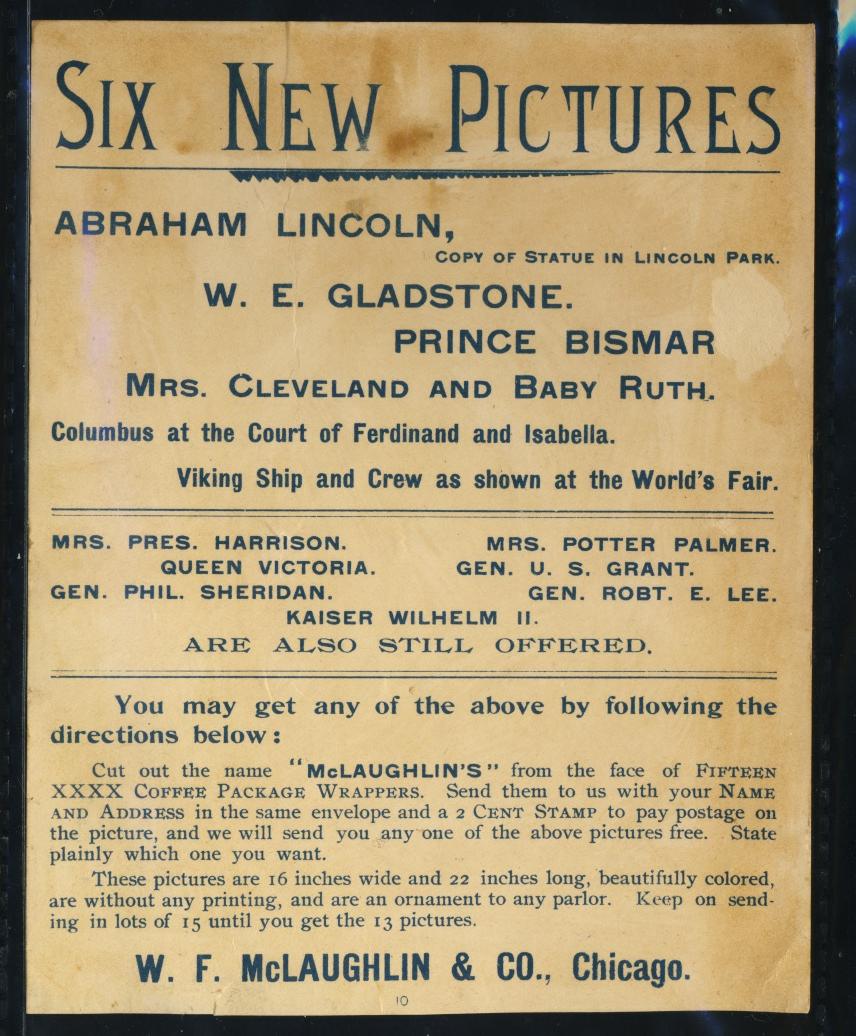 SIX NEW PICTURES
ABRAHAM LINCOLN,
COPY OF STATUE IN LINCOLN PARK.
W. E. GLADSTONE.
PRINCE BISMAR
MRS. CLEVELAND AND BABY RUTH.
Columbus at the Court of Ferdinand and Isabella.
Viking Ship and Crew as shown at the World's Fair.
MRS. PRES. HARRISON. MRS. POTTER PALMER.
QUEEN VICTORIA. GEN. U. S. GRANT.
GEN. PHIL. SHERIDAN. GEN. ROBT. E. LEE.
KAISER WILHELM II.
ARE ALSO STILL OFFERED.
You may get any of the above by following the
directions below:
Cut out the name "McLAUGHLIN'S" from the face of FIFTEEN
XXXX COFFEE PACKAGE WRAPPERS. Send them to us with your NAME
AND ADDRESS in the same envelope and a 2 CENT STAMP to pay postage on
the picture, and we will send you any one of the above pictures free. State
plainly which one you want.
These pictures are 16 inches wide and 22 inches long, beautifully colored,
are without any printing, and are an ornament to any parlor. Keep on send-
ing in lots of 15 until you get the 13 pictures.
W. F. McLAUGHLIN & CO., Chicago.
10